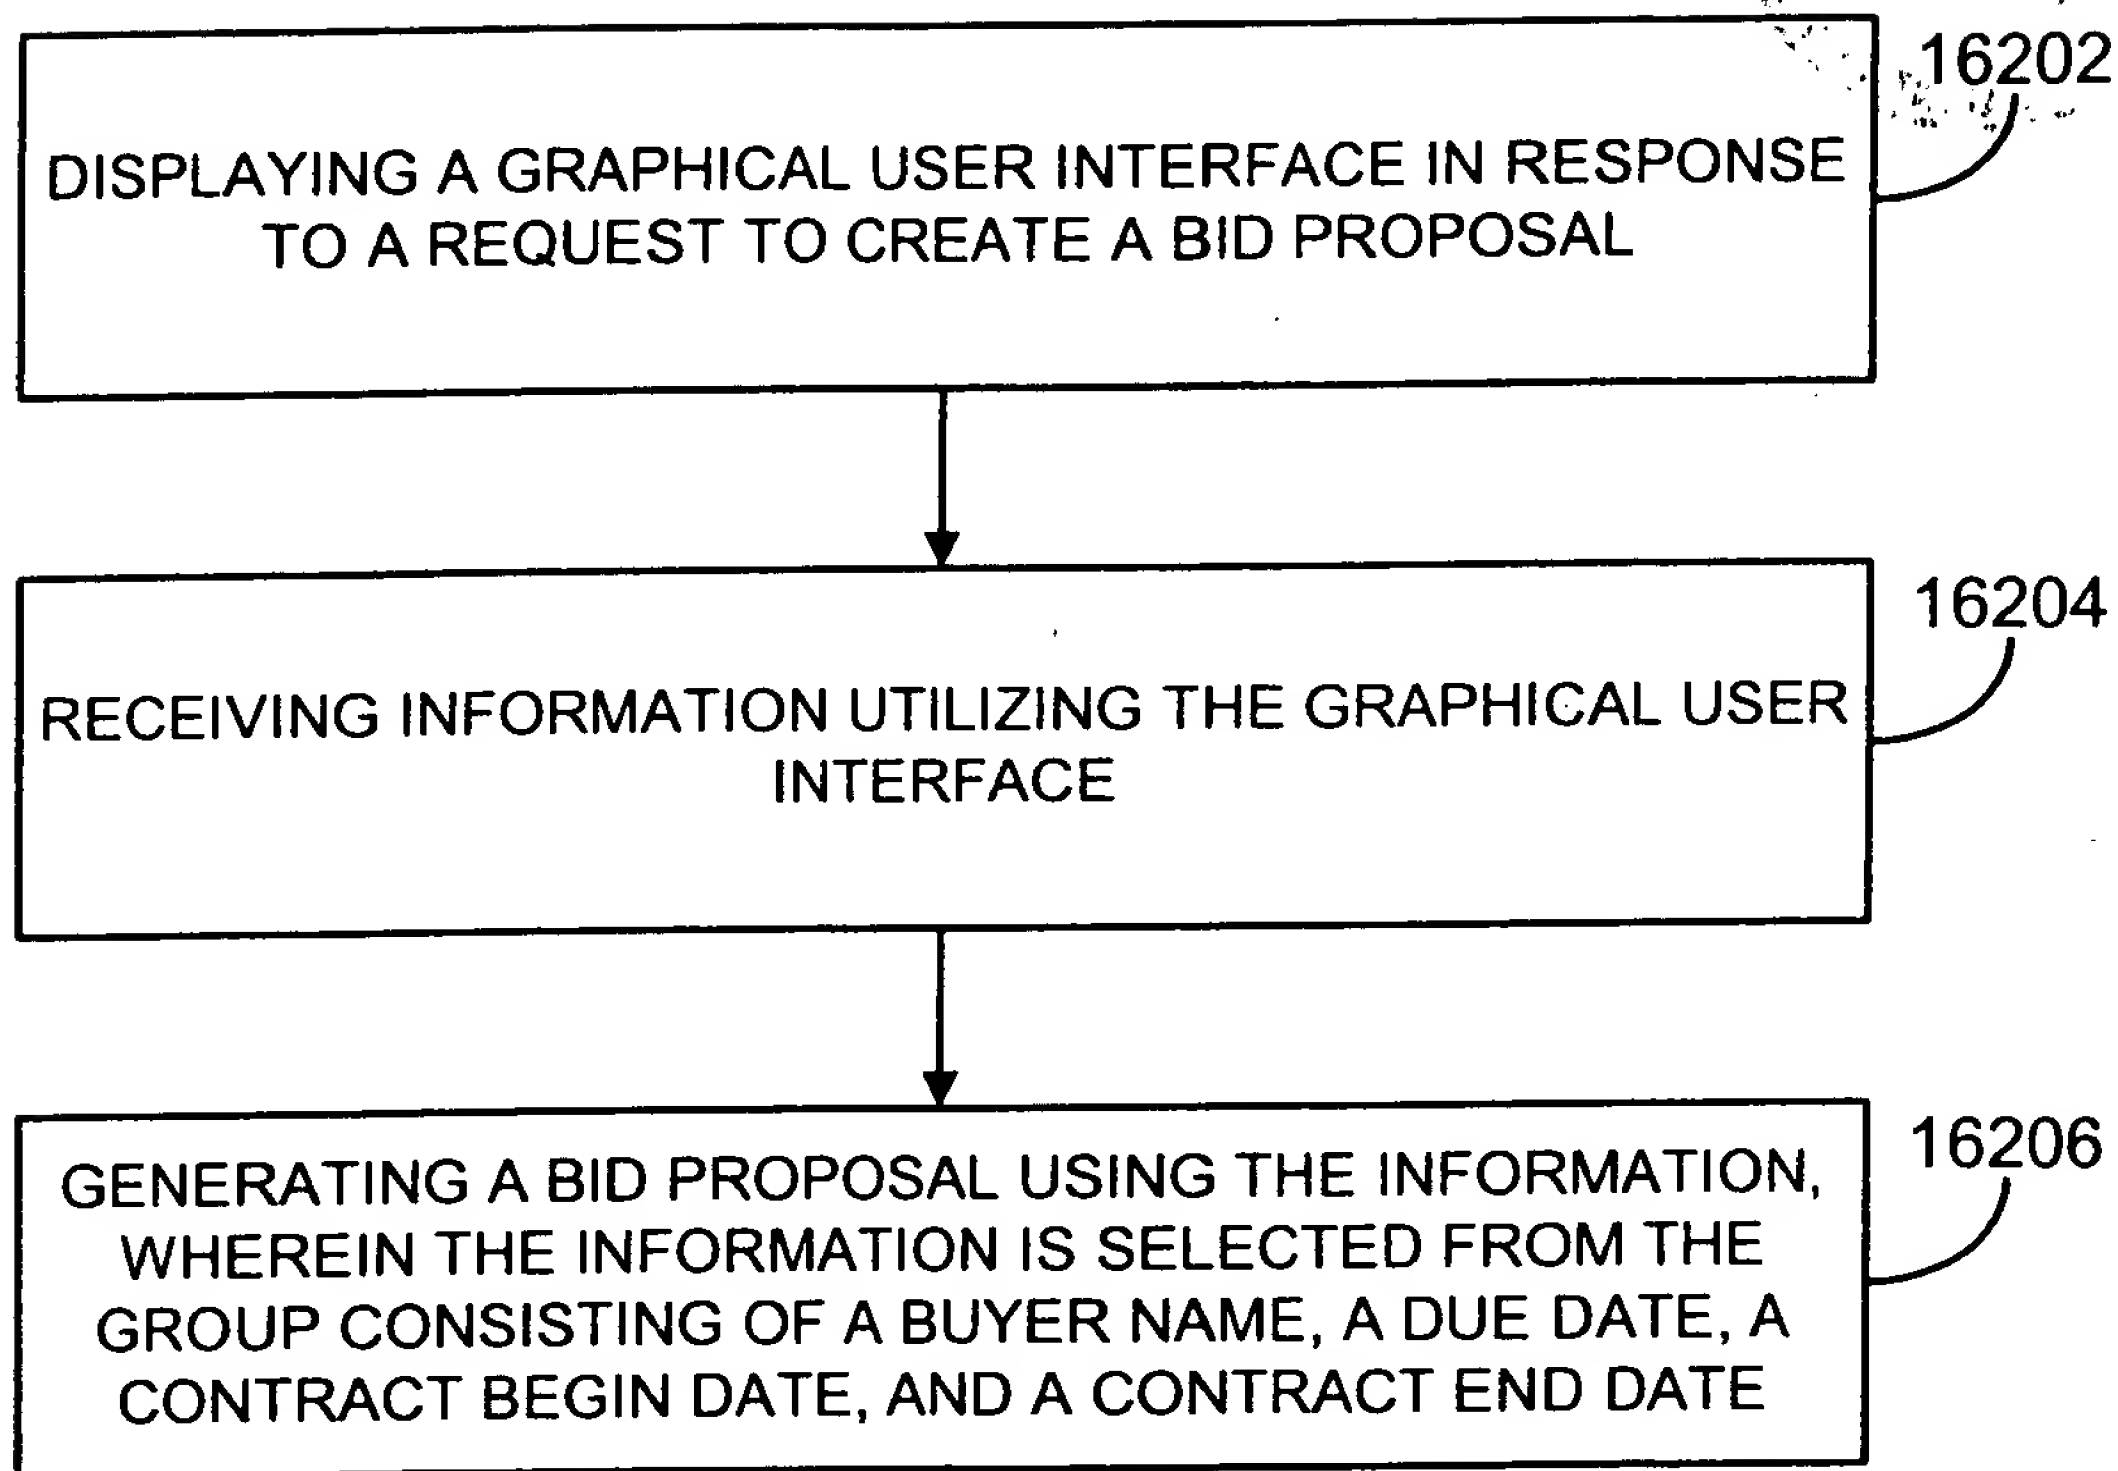 16202
DISPLAYING A GRAPHICAL USER INTERFACE IN RESPONSE
TO A REQUEST TO CREATE A BID PROPOSAL
16204
RECEIVING INFORMATION UTILIZING THE GRAPHICAL USER
INTERFACE
16206
GENERATING A BID PROPOSAL USING THE INFORMATION,
WHEREIN THE INFORMATION IS SELECTED FROM THE
GROUP CONSISTING OF A BUYER NAME, A DUE DATE, A
CONTRACT BEGIN DATE, AND A CONTRACT END DATE